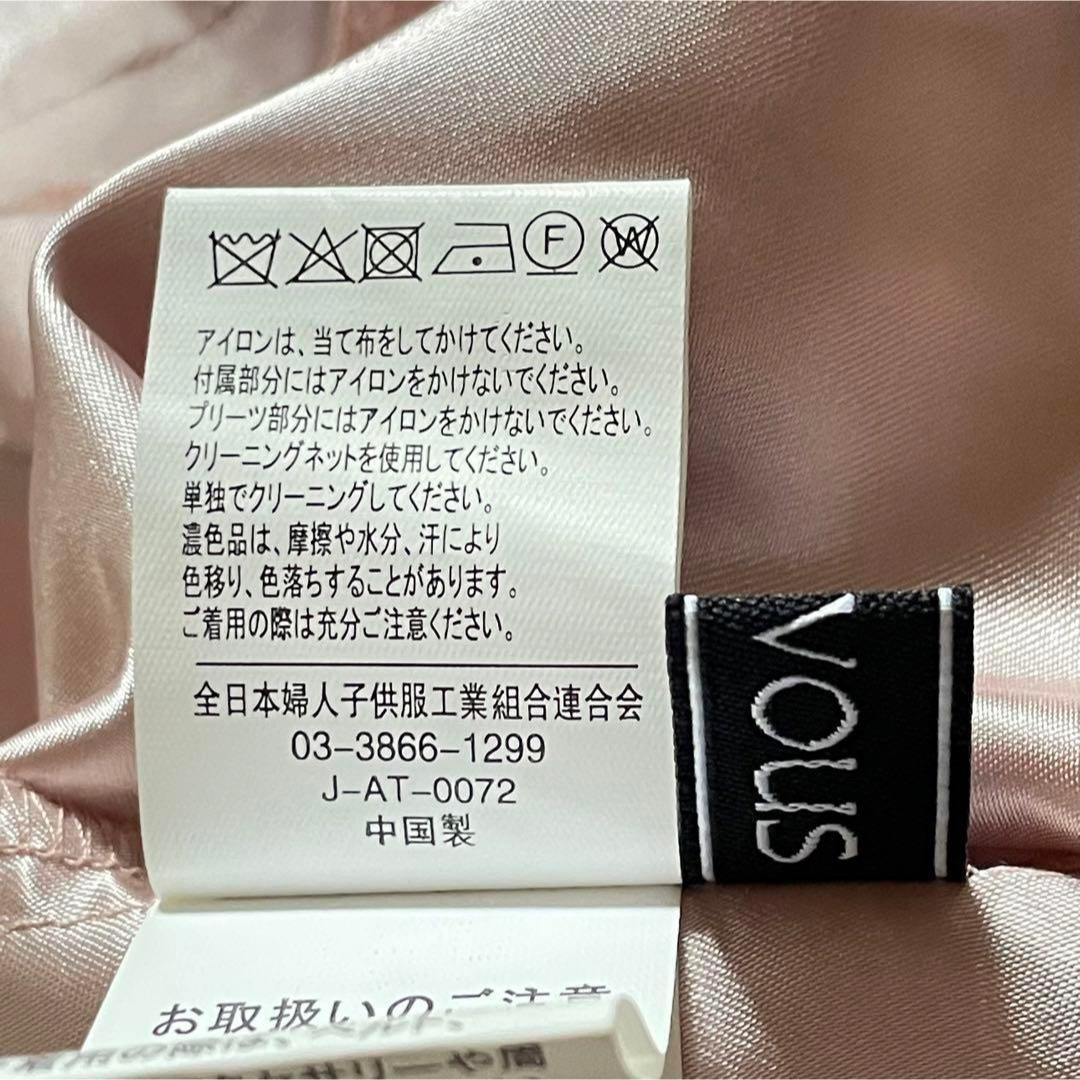 F
W
アイロンは、当て布をしてかけてください。
付属部分にはアイロンをかけないでください。
プリーツ部分にはアイロンをかけないでください。
クリーニングネットを使用してください。
単独でクリーニングしてください。
濃色品は、摩擦や水分、汗により
色移り、色落ちすることがあります。
ご着用の際は充分ご注意ください。
全日本婦人子供服工業組合連合会
03-3866-1299
J-AT-0072
中国製
vous
お取扱いのご注意